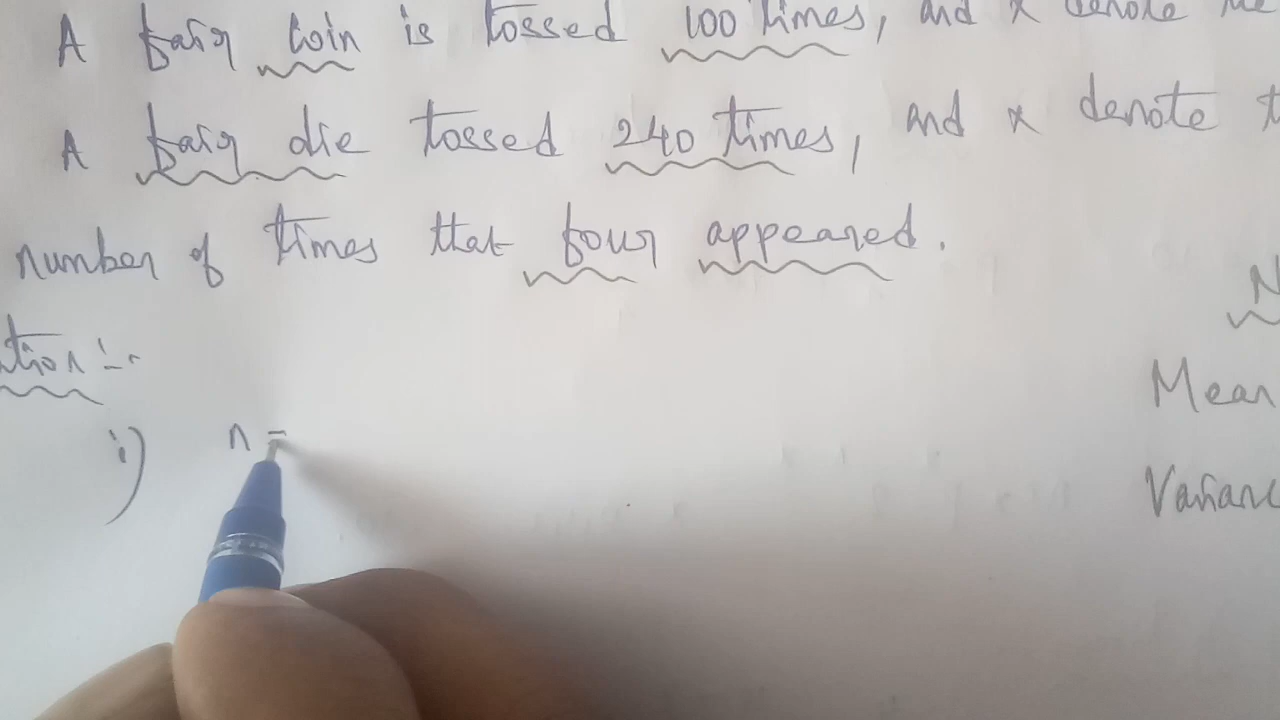 A fair coin is tossed 100 times, and x denote the
A fair die tossed 240 times, and x denote t
number of times that four appeared.
N
ation :-
Mean
i) n =
Varianc